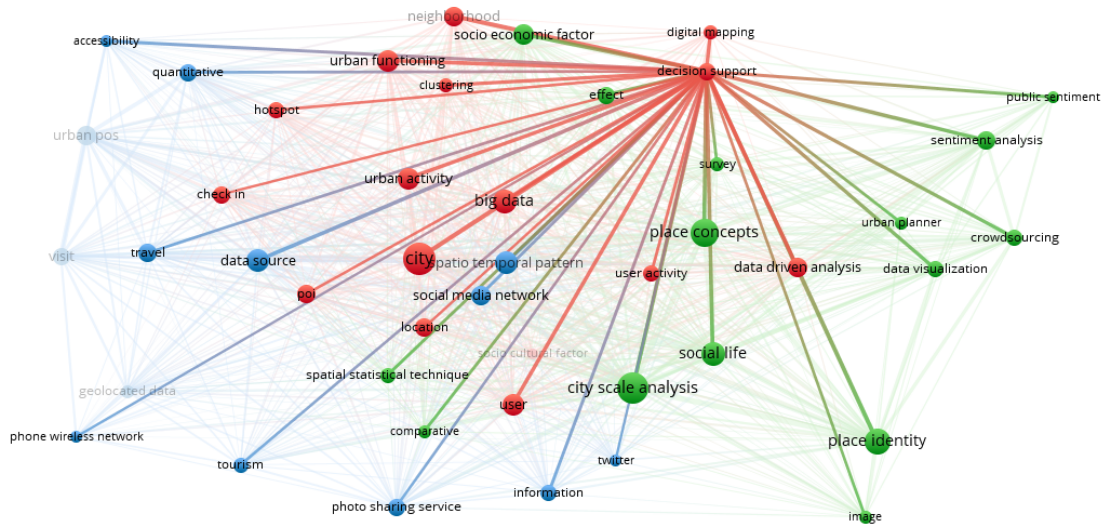 neighborhood
socio economic factor
digital mapping
accessibility
urban functioning
quantitative
decision support
clustering
effect
public sentiment
hotspot
urban pos
sentiment analysis
survey
urban activity
check in
big data
urban planner
place concepts
crowdsourcing
visit
travel
data source
city
spatio temporal pattern
user activity
data driven analysis
data visualization
poi
social media network
location
socio cultural factor
social life
spatial statistical technique
geolocated data
city scale analysis
user
phone wireless network
comparative
place identity
tourism
twitter
information
photo sharing service
image